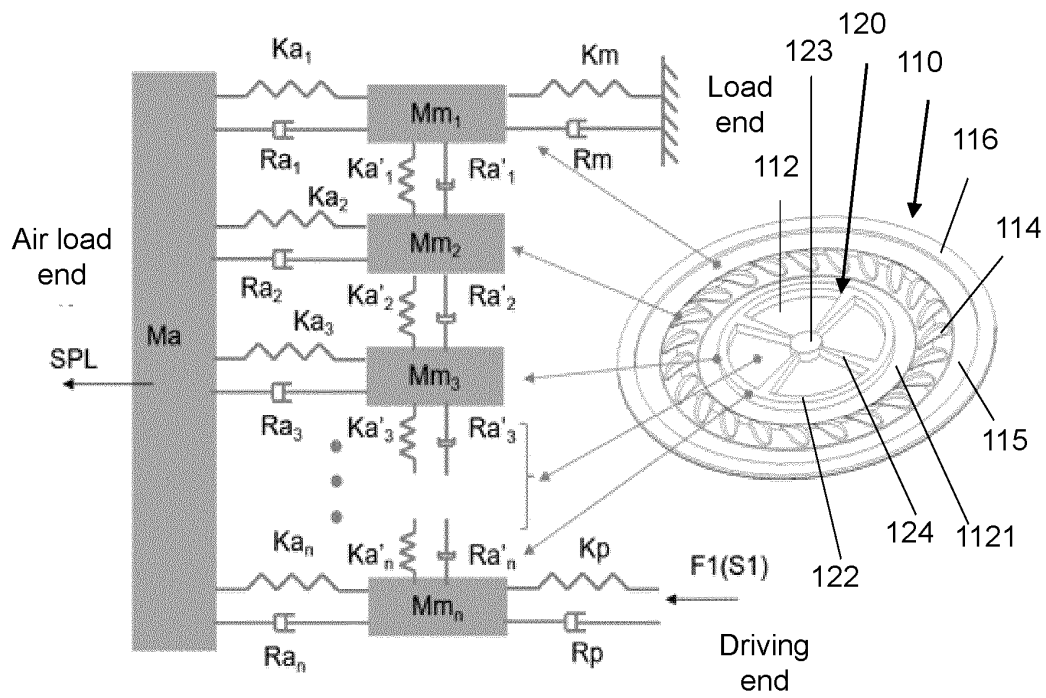 Ka₁
Km
123
120
110
Load
end
Mm₁
116
Ra₁
Ka'₁
Ra'₁
Rm
112
Ka₂
114
Air load
end
Mm₂
Ra₂
Ka'₂
Ra'₂
Ka₃
Ma
SPL
Mm₃
Ra₃
Ka'₃
Ra'₃
115
Kaₙ
Ka'ₙ
Ra'ₙ
Kp
124
1121
122
F1(S1)
Mmₙ
Raₙ
Rp
Driving
end